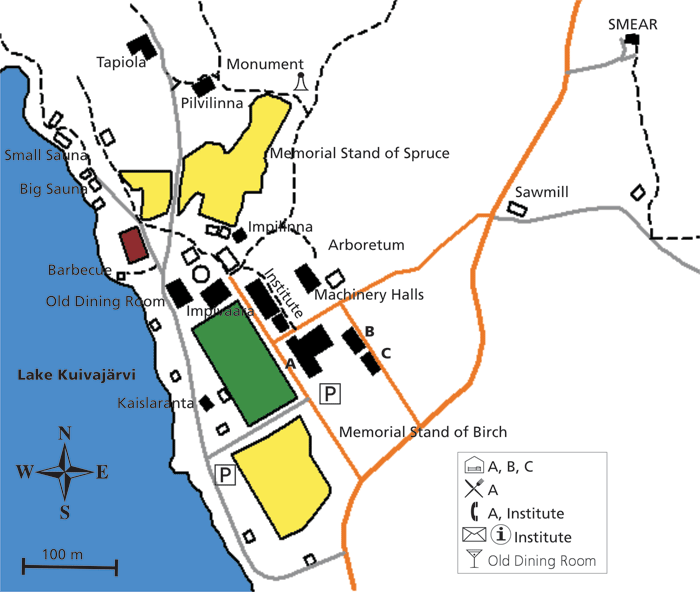 SMEAR
Tapiola
Monument
Pilvilinna
Small Sauna
Memorial Stand of Spruce
Big Sauna
Sawmill
Impilinna
Arboretum
Barbecue
Institute
Machinery Halls
Old Dining Room
Impivaara
B
C
A
Lake Kuivajärvi
P
Kaislaranta
N
W E
S
Memorial Stand of Birch
P
A, B, C
A
A, Institute
i Institute
Old Dining Room
100 m